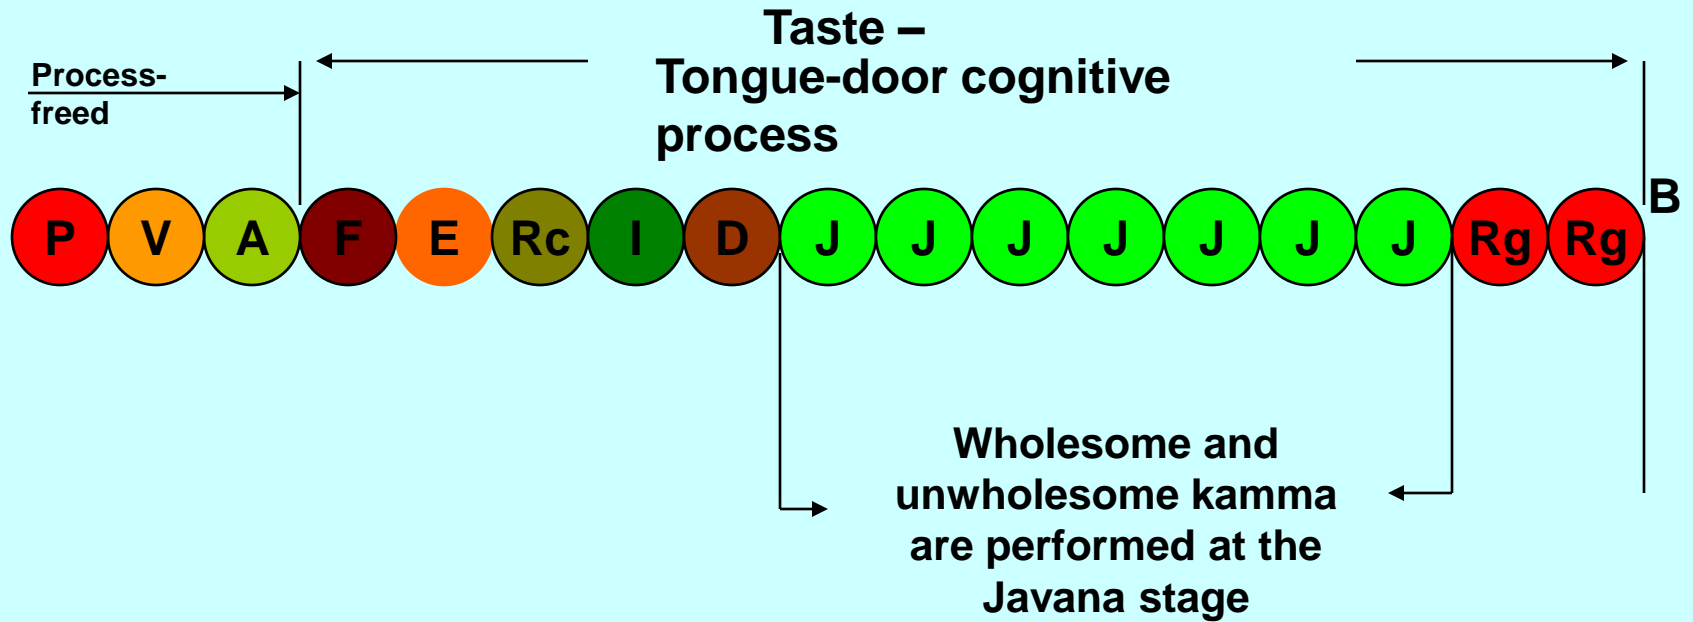 Taste –
Tongue-door cognitive
process
Process-
freed
B
P V A F E Rc I D J J J J J J J Rg Rg
Wholesome and
unwholesome kamma
are performed at the
Javana stage